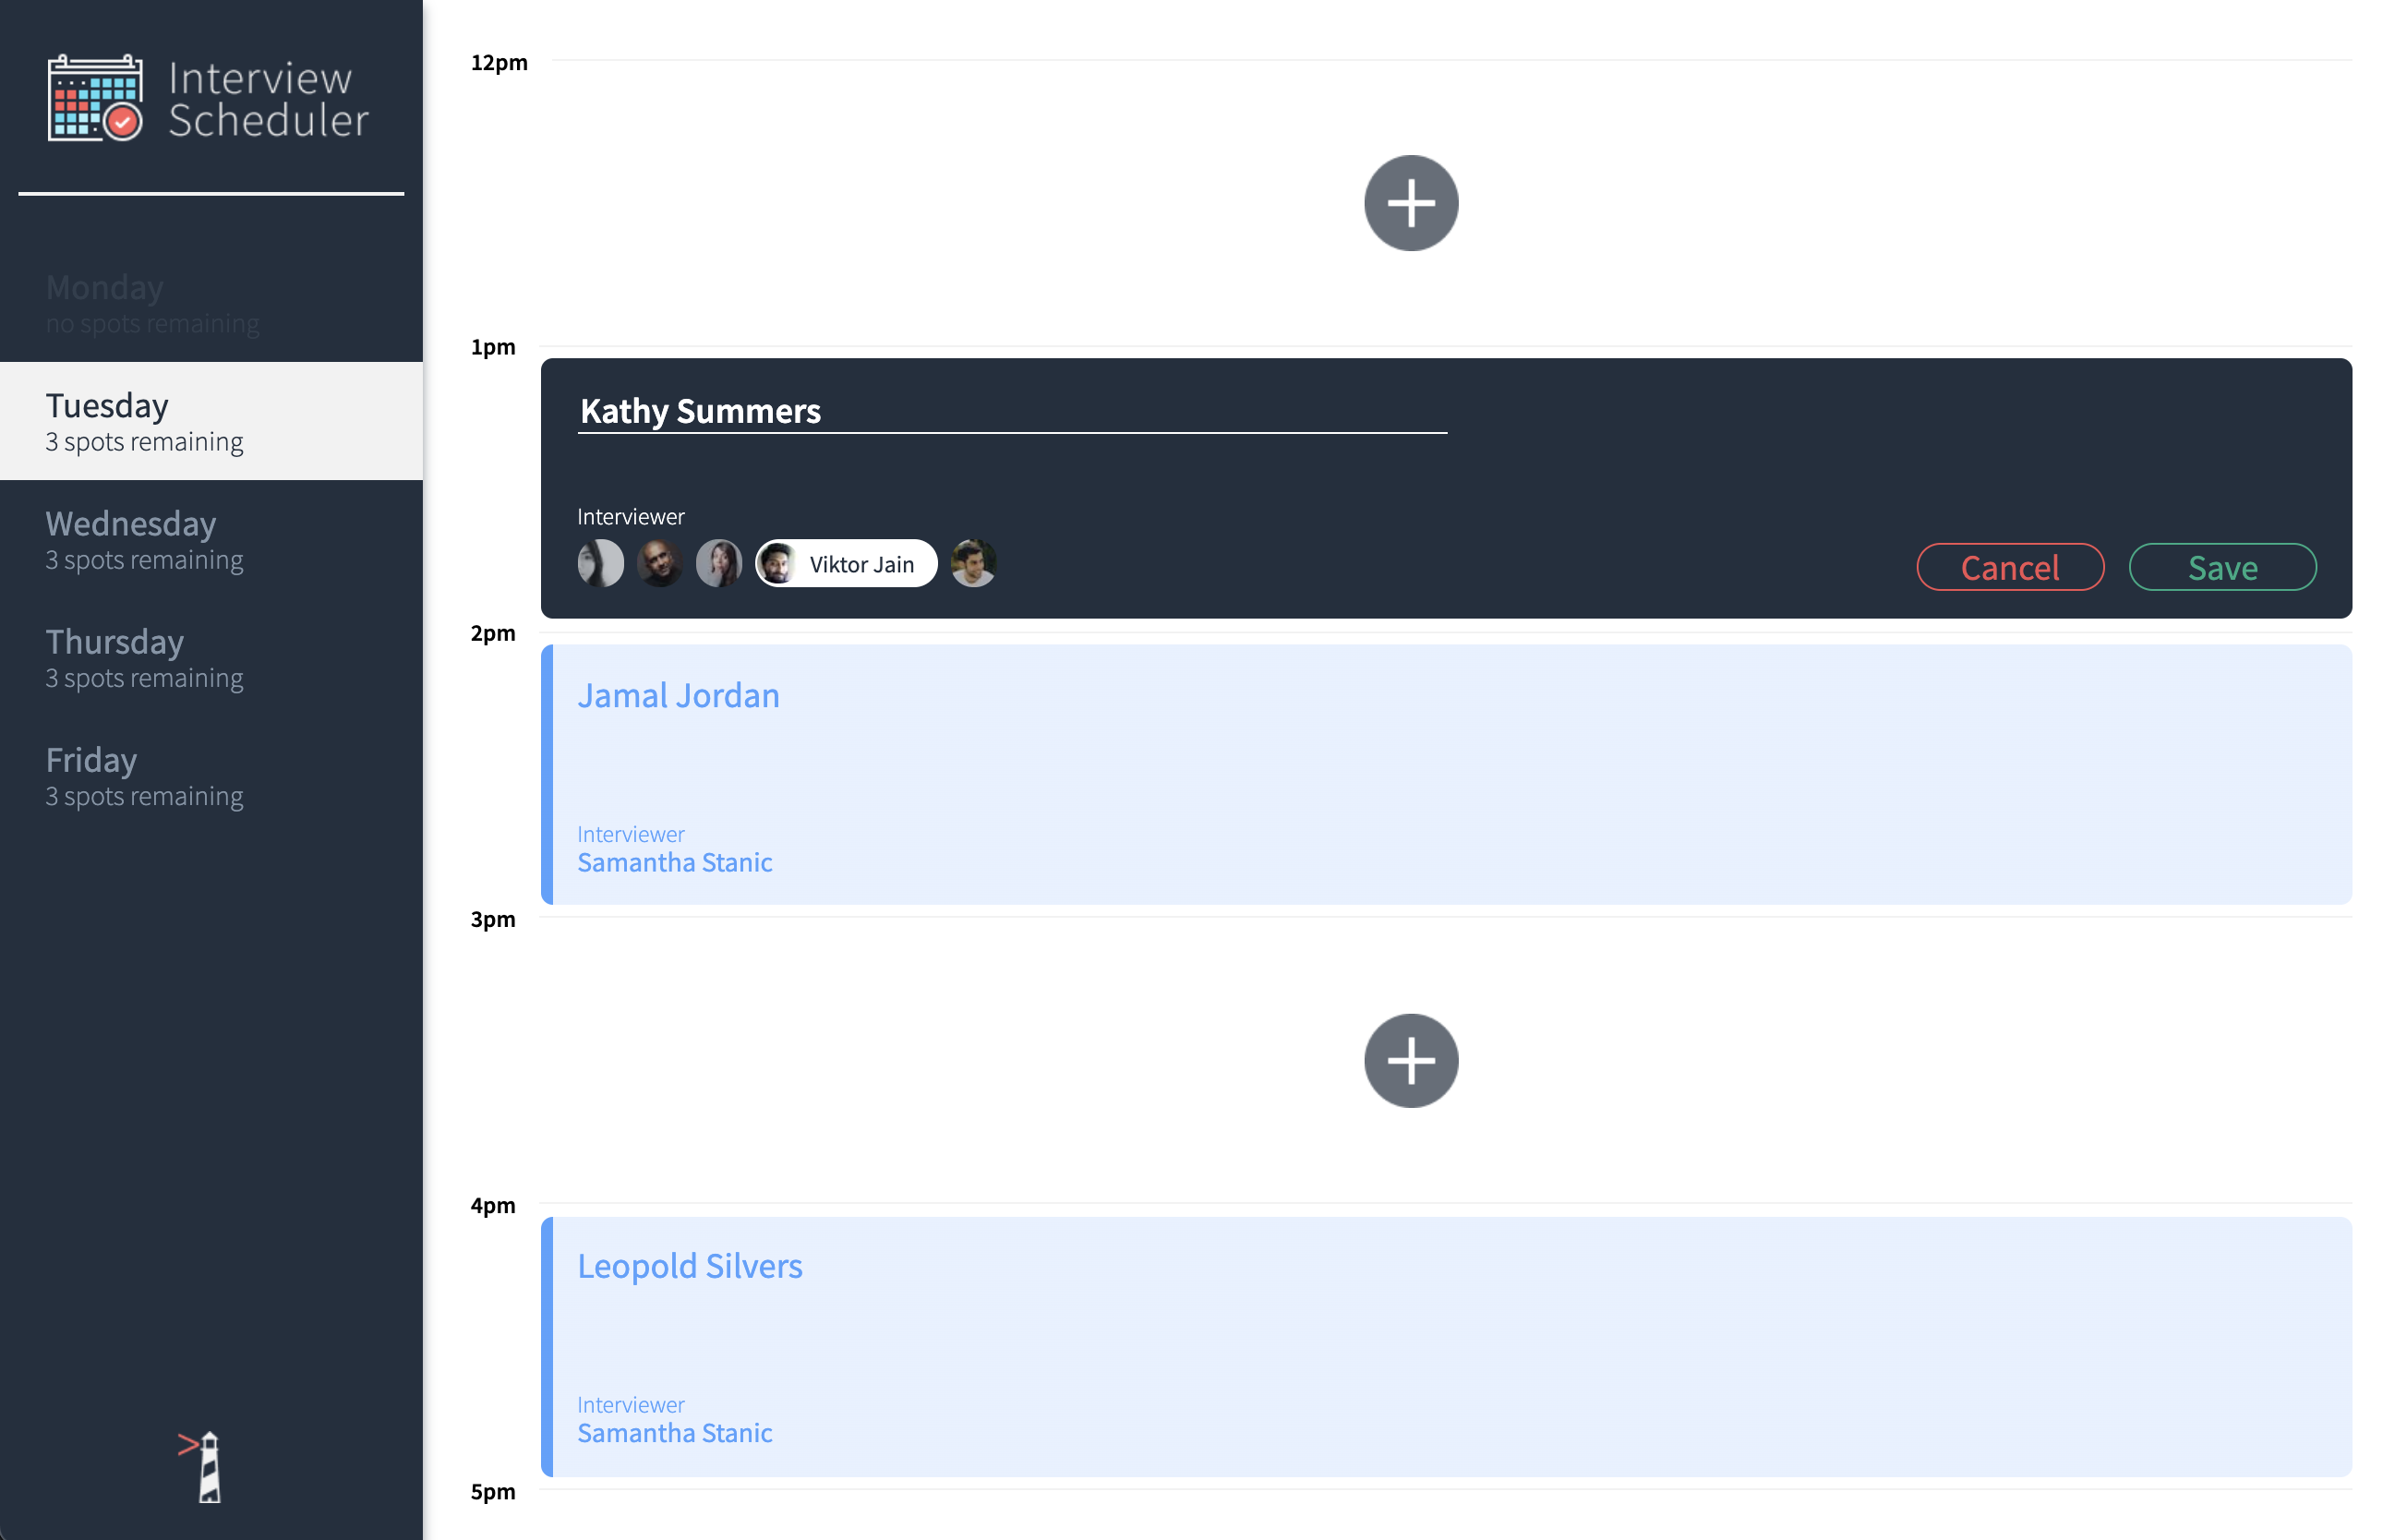 Interview
Scheduler
Monday
no spots remaining
Tuesday
3 spots remaining
Wednesday
3 spots remaining
Thursday
3 spots remaining
Friday
3 spots remaining
12pm
1pm
Kathy Summers
Interviewer
Viktor Jain
Cancel
Save
2pm
Jamal Jordan
Interviewer
Samantha Stanic
3pm
4pm
Leopold Silvers
Interviewer
Samantha Stanic
5pm